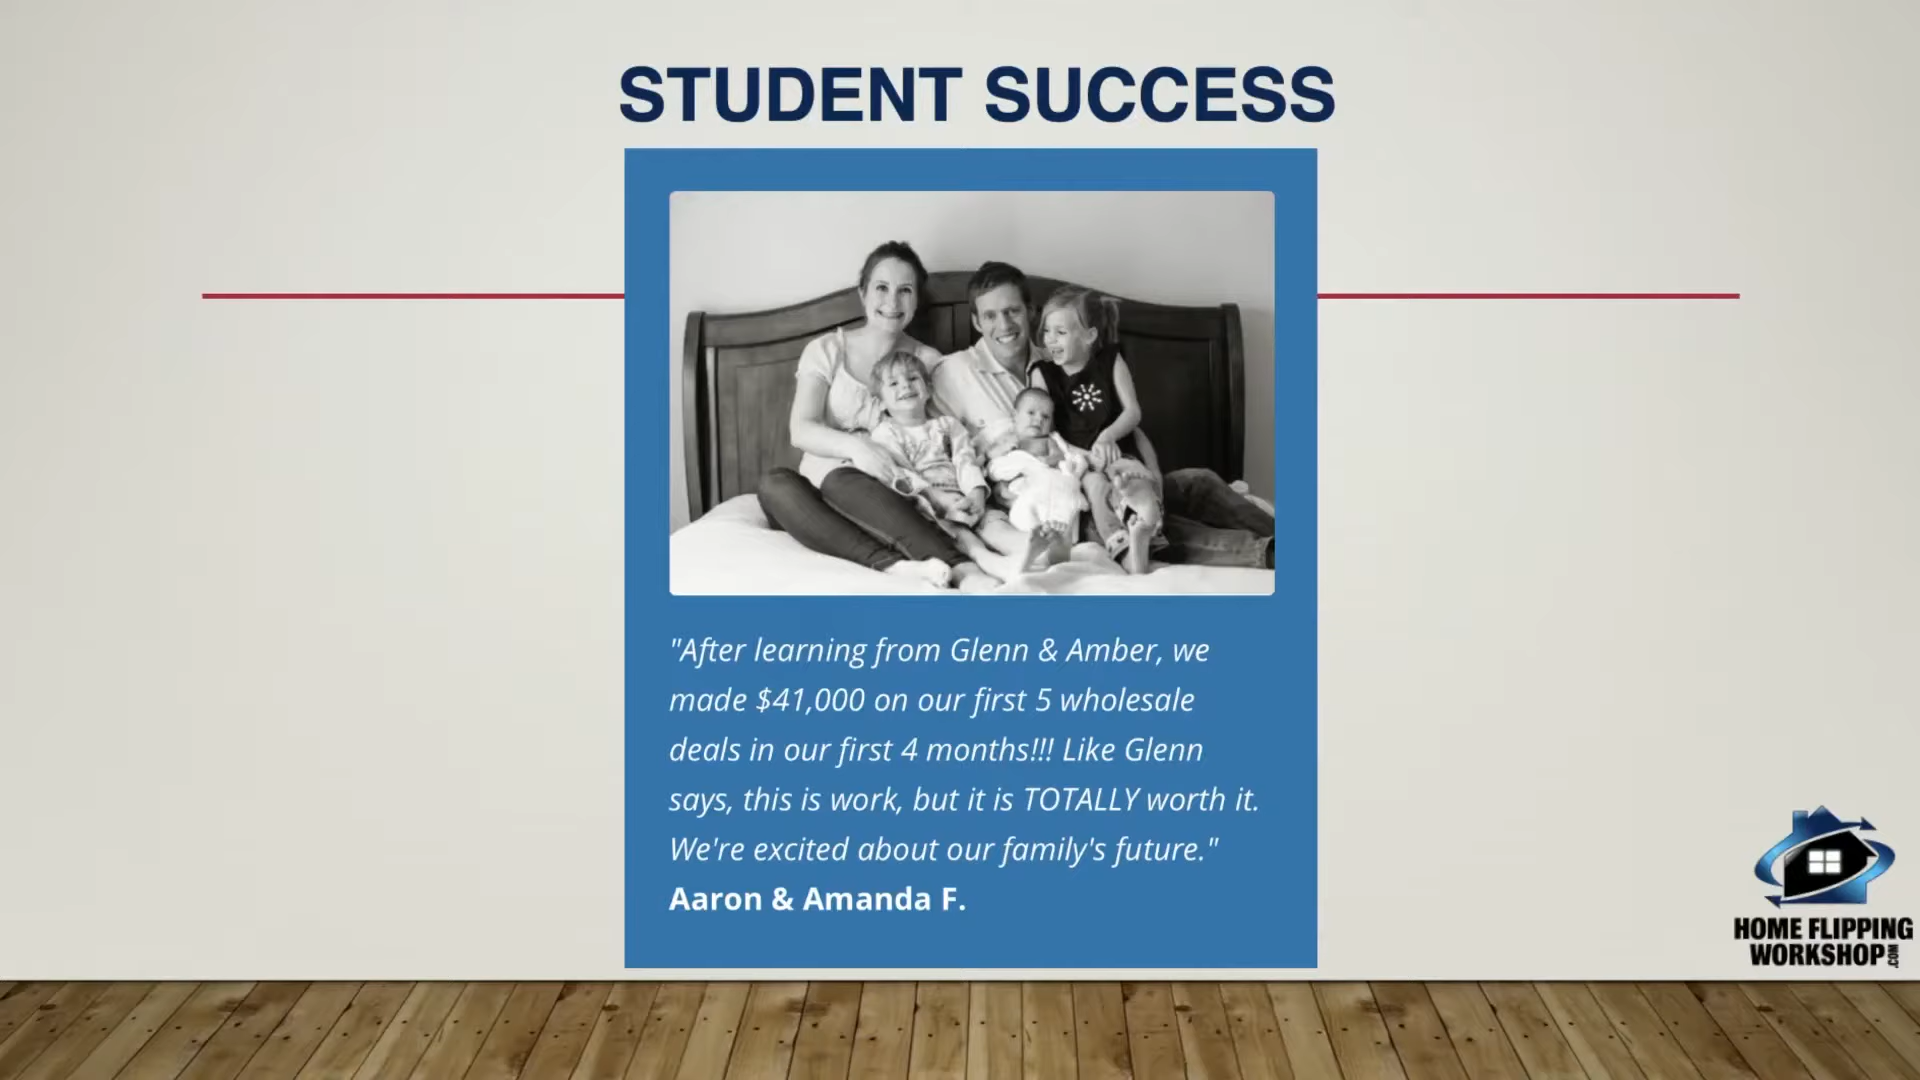 STUDENT SUCCESS
"After learning from Glenn & Amber, we
made $41,000 on our first 5 wholesale
deals in our first 4 months!!! Like Glenn
says, this is work, but it is TOTALLY worth it.
We're excited about our family's future."
Aaron & Amanda F.
HOME FLIPPING
WORKSHOP.COM